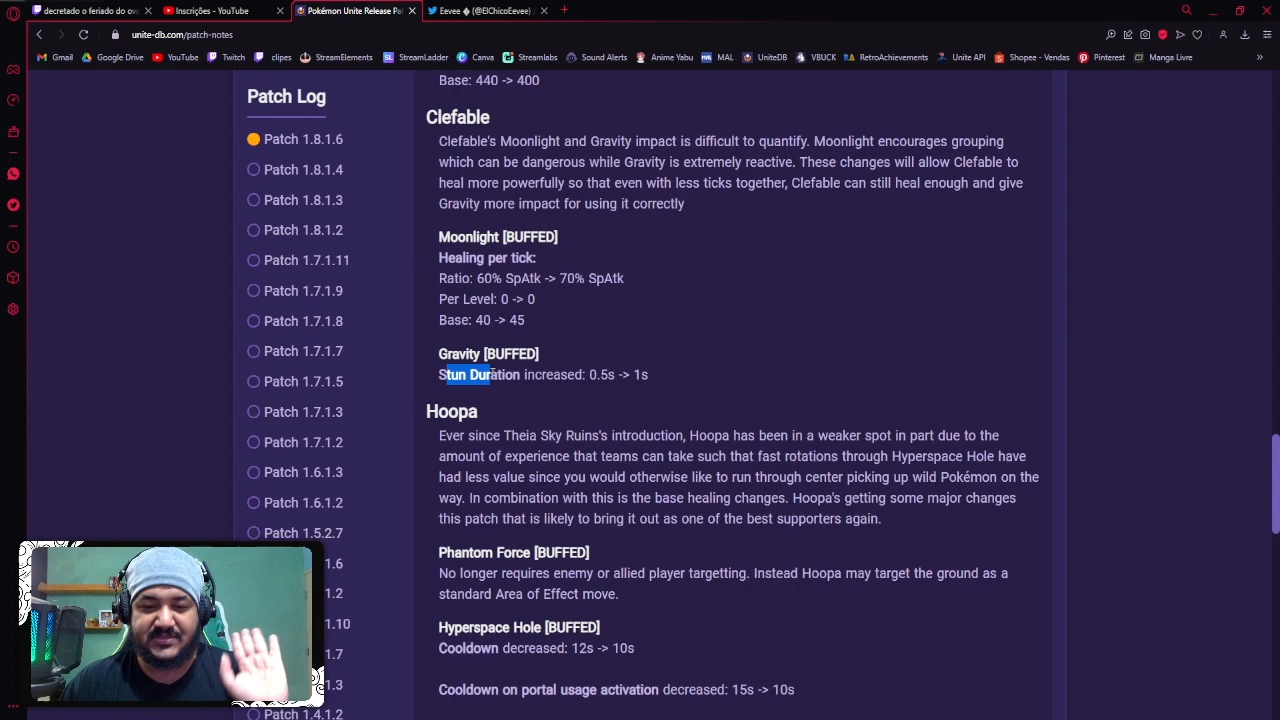 decretado o feriado do ovo
Inscrições - YouTube
Pokémon Unite Release Pat
Eevee ♦ (@ElChicoEevee) /
unite-db.com/patch-notes
Gmail
Google Drive
YouTube
Twitch
clipes
StreamElements
StreamLadder
Canva
Streamlabs
Sound Alerts
Anime Yabu
MAL
UniteDB
VBUCK
RetroAchievements
Unite API
Shopee - Vendas
Pinterest
Manga Livre
»
Patch Log
Patch 1.8.1.6
Patch 1.8.1.4
Patch 1.8.1.3
Patch 1.8.1.2
Patch 1.7.1.11
Patch 1.7.1.9
Patch 1.7.1.8
Patch 1.7.1.7
Patch 1.7.1.5
Patch 1.7.1.3
Patch 1.7.1.2
Patch 1.6.1.3
Patch 1.6.1.2
Patch 1.5.2.7
1.6
1.2
1.10
1.7
1.3
Patch 1.4.1.2
Base: 440 -> 400
Clefable
Clefable's Moonlight and Gravity impact is difficult to quantify. Moonlight encourages grouping
which can be dangerous while Gravity is extremely reactive. These changes will allow Clefable to
heal more powerfully so that even with less ticks together, Clefable can still heal enough and give
Gravity more impact for using it correctly
Moonlight [BUFFED]
Healing per tick:
Ratio: 60% SpAtk -> 70% SpAtk
Per Level: 0 -> 0
Base: 40 -> 45
Gravity [BUFFED]
Stun Duration increased: 0.5s -> 1s
Hoopa
Ever since Theia Sky Ruins's introduction, Hoopa has been in a weaker spot in part due to the
amount of experience that teams can take such that fast rotations through Hyperspace Hole have
had less value since you would otherwise like to run through center picking up wild Pokémon on the
way. In combination with this is the base healing changes. Hoopa's getting some major changes
this patch that is likely to bring it out as one of the best supporters again.
Phantom Force [BUFFED]
No longer requires enemy or allied player targetting. Instead Hoopa may target the ground as a
standard Area of Effect move.
Hyperspace Hole [BUFFED]
Cooldown decreased: 12s -> 10s
Cooldown on portal usage activation decreased: 15s -> 10s